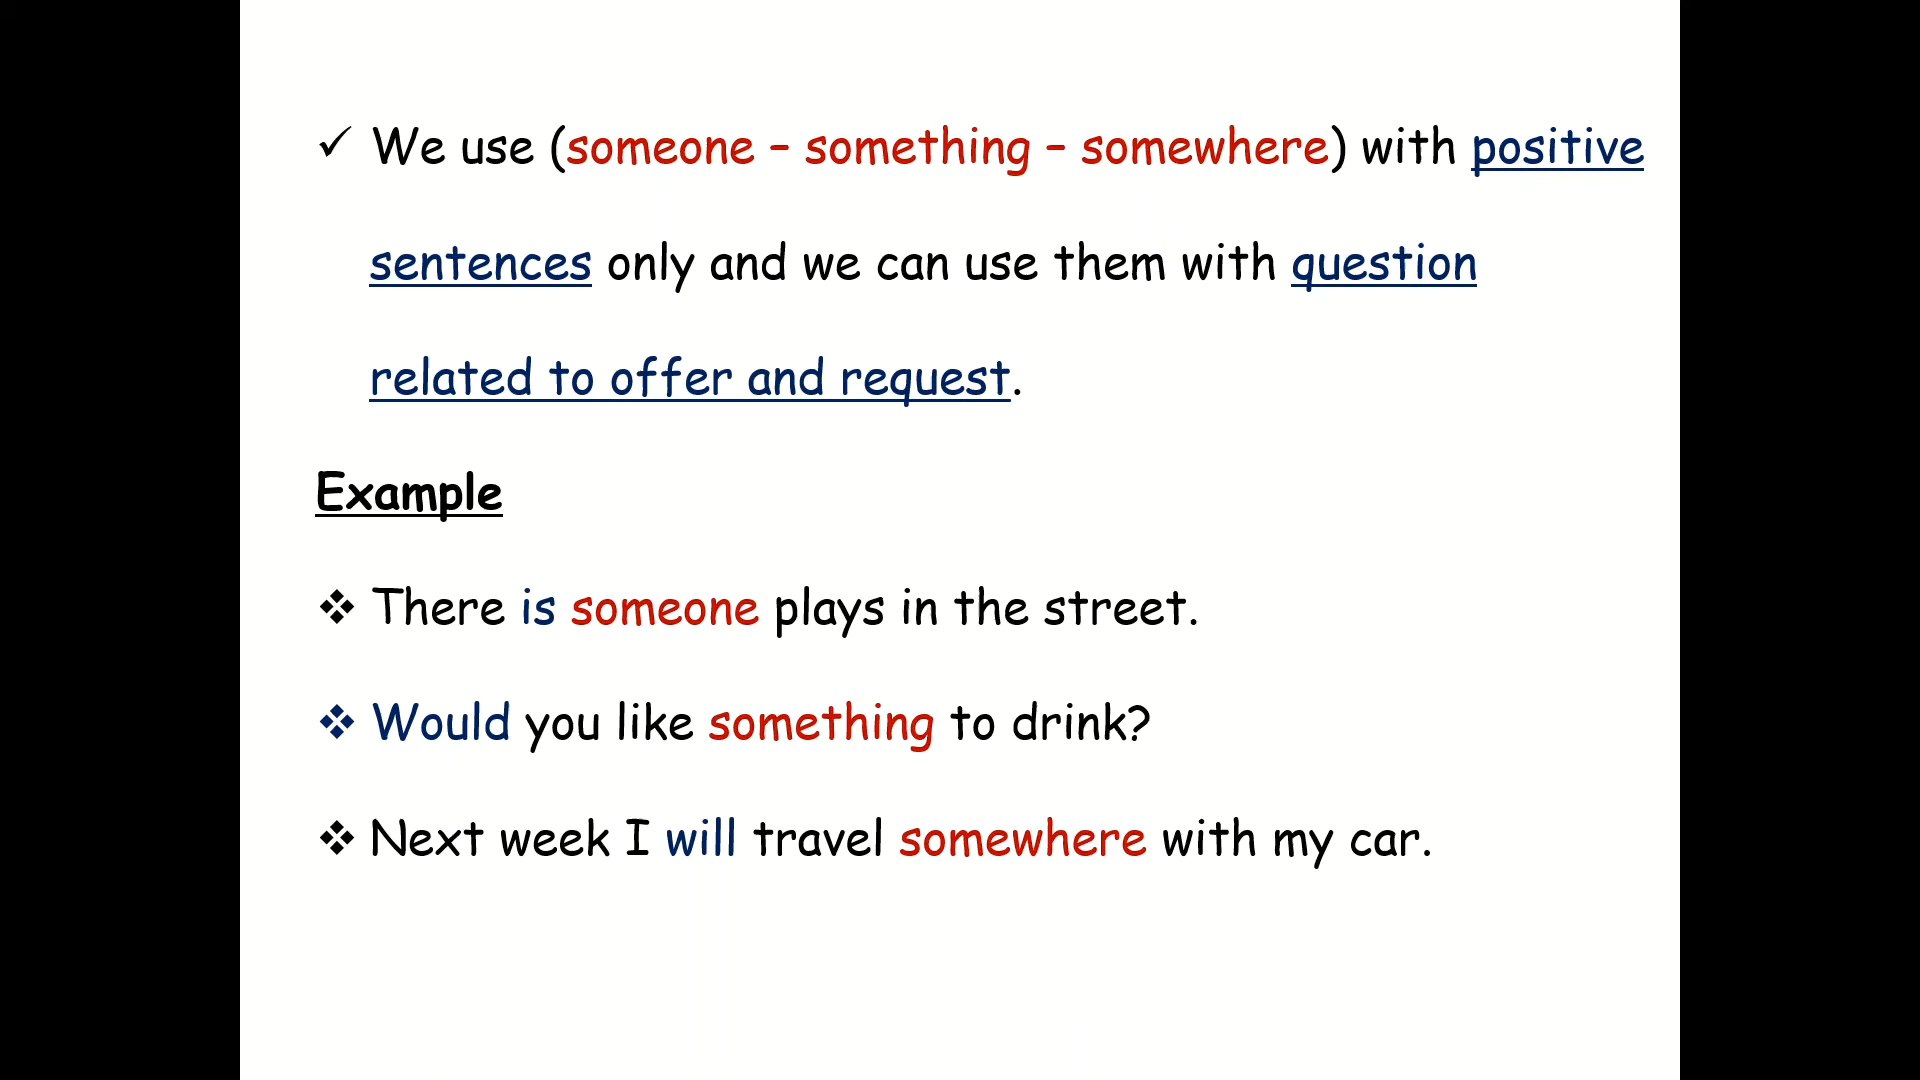 ✓ We use (someone – something – somewhere) with positive
sentences only and we can use them with question
related to offer and request.
Example
❖ There is someone plays in the street.
❖ Would you like something to drink?
❖ Next week I will travel somewhere with my car.